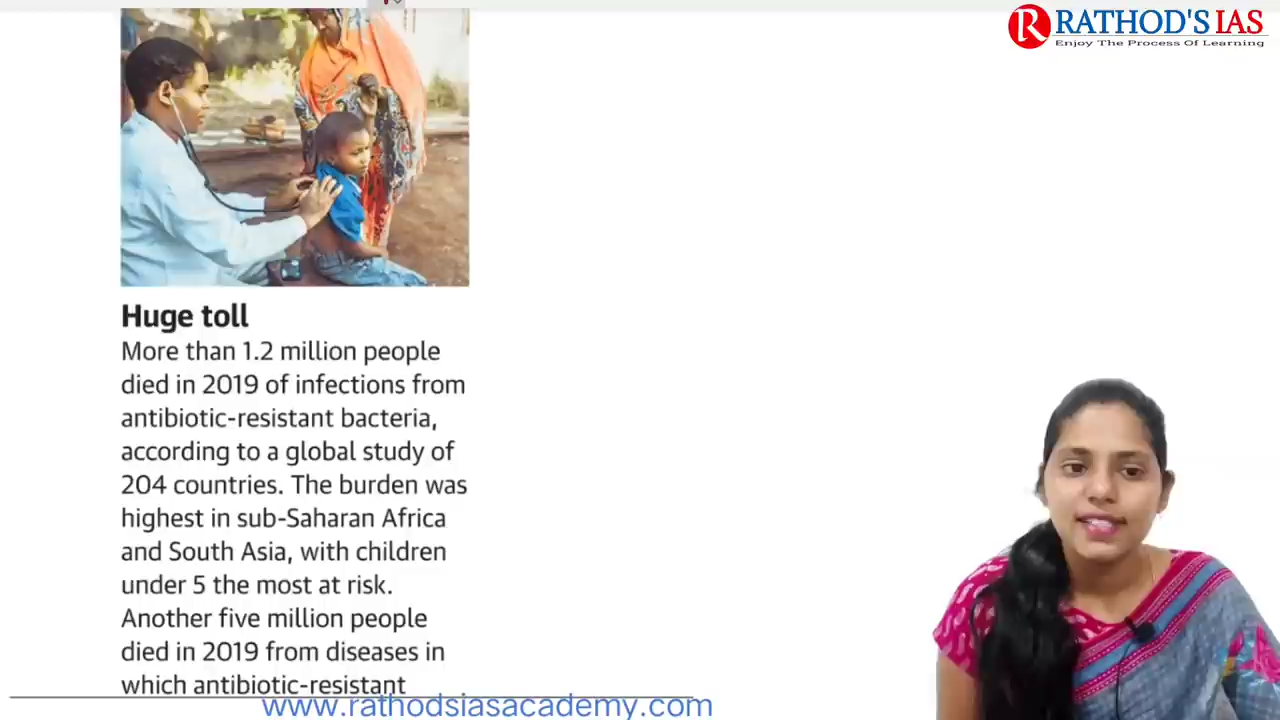 RATHOD'S IAS
Enjoy The Process Of Learning
Huge toll
More than 1.2 million people
died in 2019 of infections from
antibiotic-resistant bacteria,
according to a global study of
204 countries. The burden was
highest in sub-Saharan Africa
and South Asia, with children
under 5 the most at risk.
Another five million people
died in 2019 from diseases in
which antibiotic-resistant
www.rathodsiasacademy.com